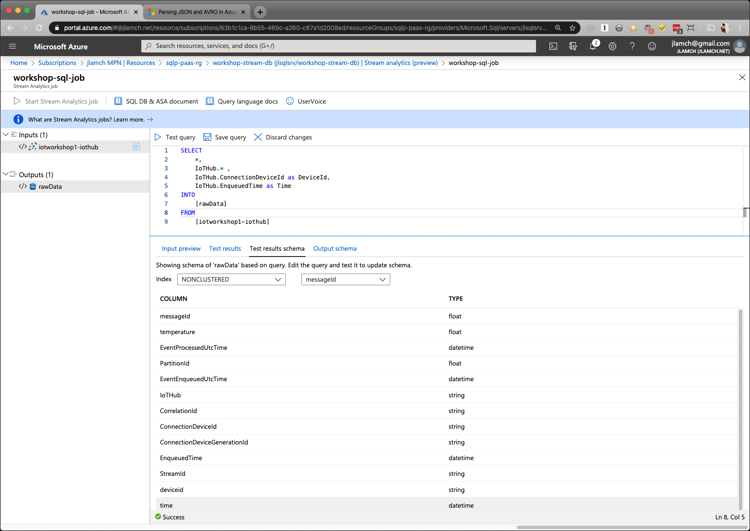 workshop-sql-job - Microsoft A
Parsing JSON and AVRO in Azu
portal.azure.com/#@jlamch.net/resource/subscriptions/83b1c1ca-8b55-469c-a260-c87a1d2008ed/resourceGroups/sqlp-paas-rg/providers/Microsoft.Sql/servers/jlsqlsrv...
Microsoft Azure
Search resources, services, and docs (G+/)
2
jlamch@gmail.com
JLAMCH (JLAMCH.NET)
Home > Subscriptions > jlamch MPN | Resources > sqlp-paas-rg > workshop-stream-db (jlsqlsrv/workshop-stream-db) | Stream analytics (preview) > workshop-sql-job
workshop-sql-job
Stream Analytics job
Start Stream Analytics job
SQL DB & ASA document
Query language docs
UserVoice
What are Stream Analytics jobs? Learn more. →
Inputs (1)
iotworkshop1-iothub
Outputs (1)
rawData
Test query
Save query
Discard changes
1 SELECT
2 *,
3 IoTHub.* ,
4 IoTHub.ConnectionDeviceId as DeviceId,
5 IoTHub.EnqueuedTime as Time
6 INTO
7 [rawData]
8 FROM
9 [iotworkshop1-iothub]
Input preview
Test results
Test results schema
Output schema
Showing schema of 'rawData' based on query. Edit the query and test it to update schema.
Index NONCLUSTERED messageId
COLUMN TYPE
messageId float
temperature float
EventProcessedUtcTime datetime
PartitionId float
EventEnqueuedUtcTime datetime
IoTHub string
CorrelationId string
ConnectionDeviceId string
ConnectionDeviceGenerationId string
EnqueuedTime datetime
StreamId string
deviceid string
time datetime
Success
Ln 8, Col 5